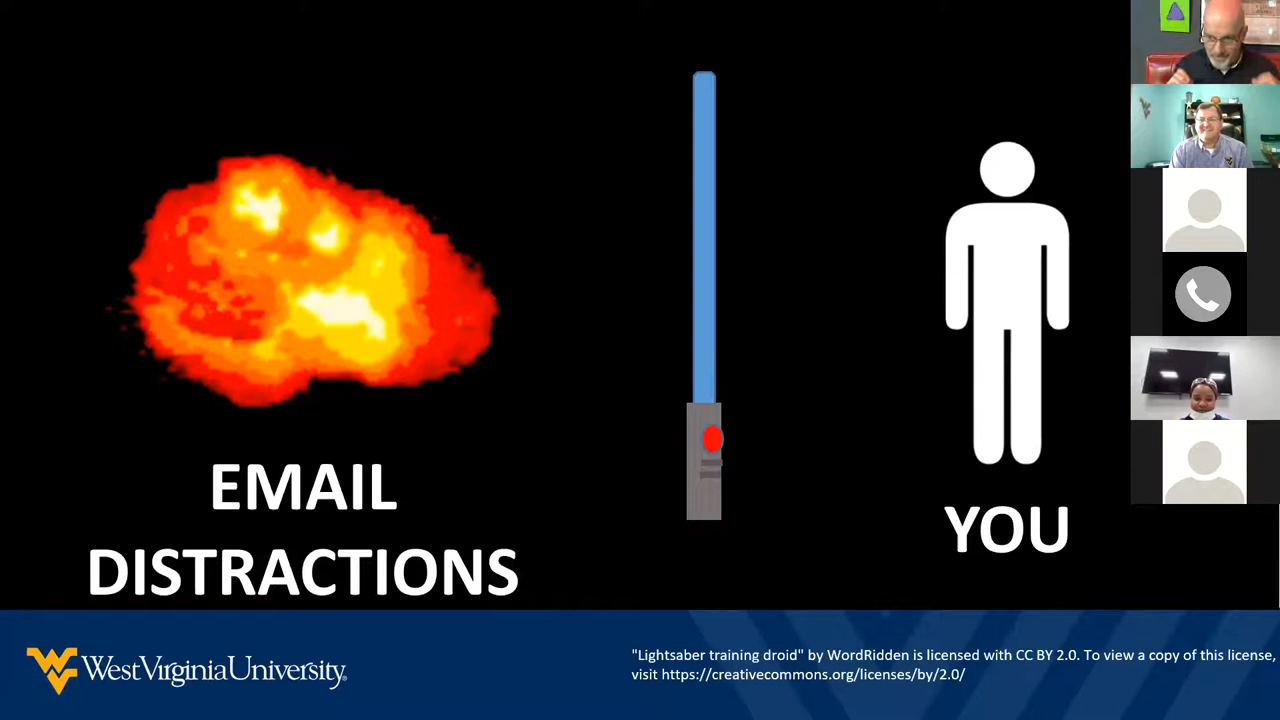 EMAIL
DISTRACTIONS
YOU
West Virginia University.
"Lightsaber training droid" by WordRidden is licensed with CC BY 2.0. To view a copy of this license,
visit https://creativecommons.org/licenses/by/2.0/